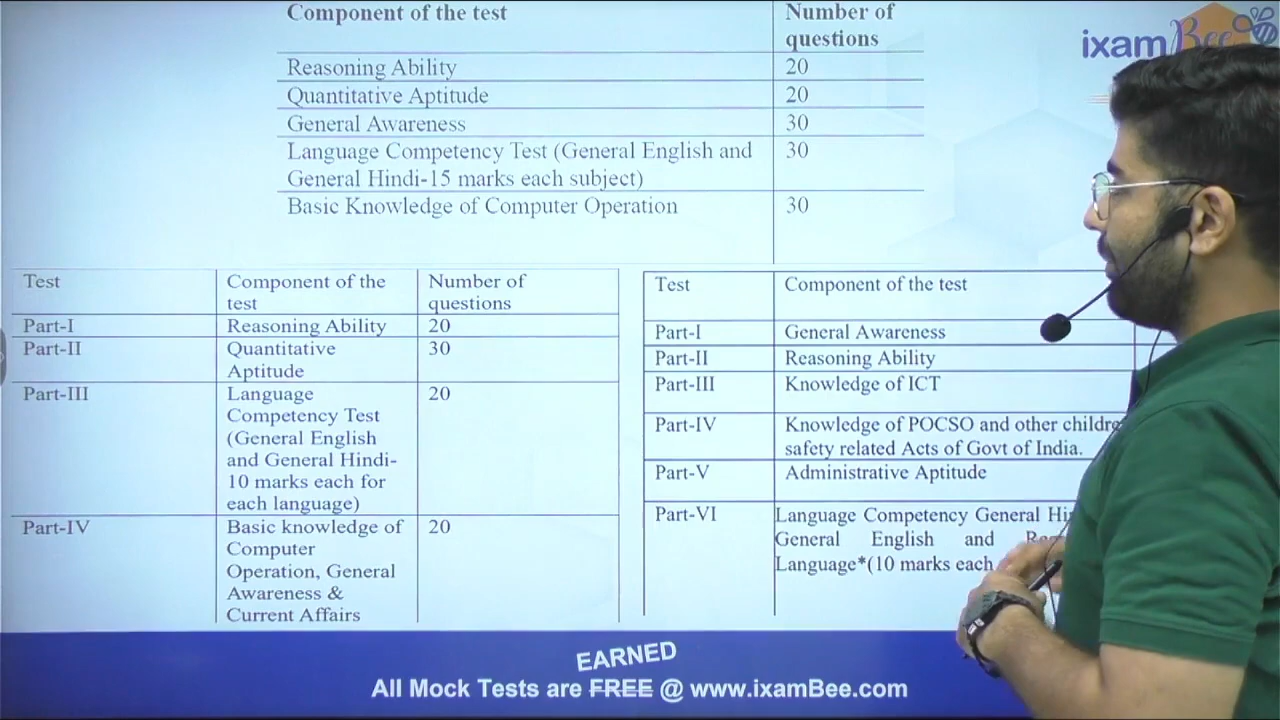 Component of the test Number of
questions
ixamBee
Reasoning Ability 20
Quantitative Aptitude 20
General Awareness 30
Language Competency Test (General English and 30
General Hindi-15 marks each subject)
Basic Knowledge of Computer Operation 30
Test Component of the Number of
test questions
Part-I Reasoning Ability 20
Part-II Quantitative 30
Aptitude
Part-III Language 20
Competency Test
(General English
and General Hindi-
10 marks each for
each language)
Part-IV Basic knowledge of 20
Computer
Operation, General
Awareness &
Current Affairs
Test Component of the test
Part-I General Awareness
Part-II Reasoning Ability
Part-III Knowledge of ICT
Part-IV Knowledge of POCSO and other
safety related Acts of Govt of India.
Part-V Administrative Aptitude
Part-VI Language Competency General
General English and
Language*(10 marks each
EARNED
All Mock Tests are FREE @ www.ixamBee.com